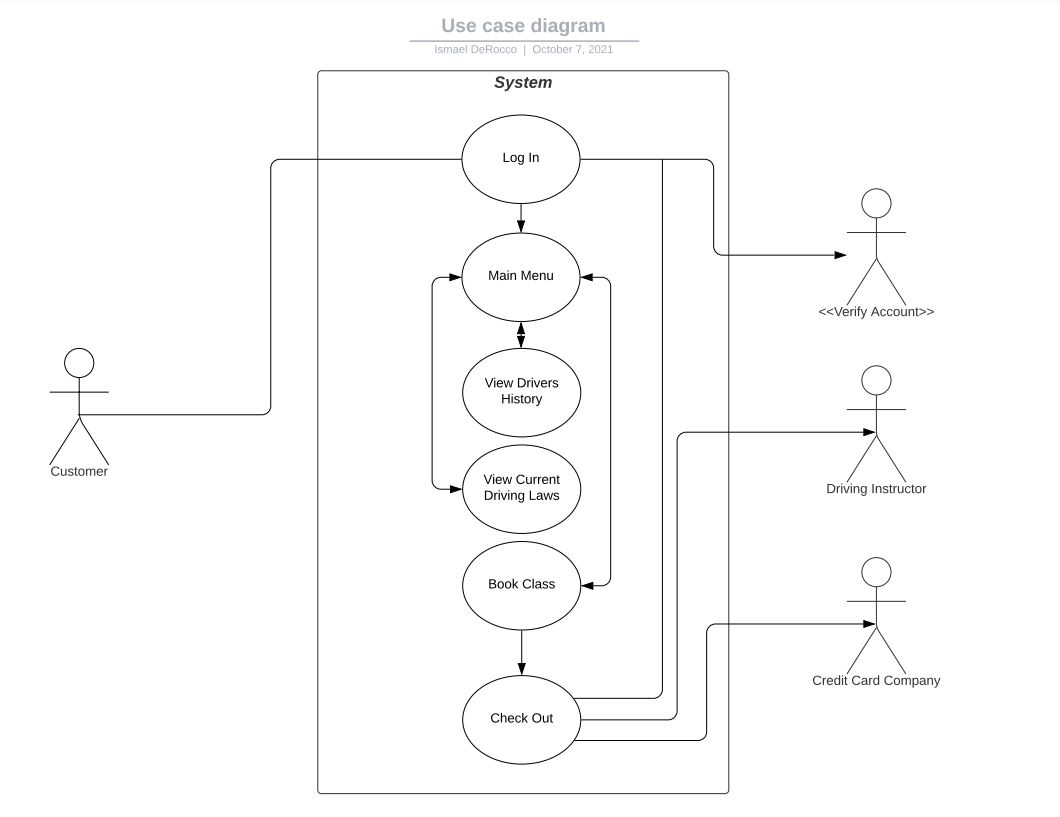 Use case diagram
Ismael DeRocco | October 7, 2021
System
Log In
Main Menu
<<Verify Account>>
View Drivers
History
Customer
View Current
Driving Laws
Driving Instructor
Book Class
Credit Card Company
Check Out